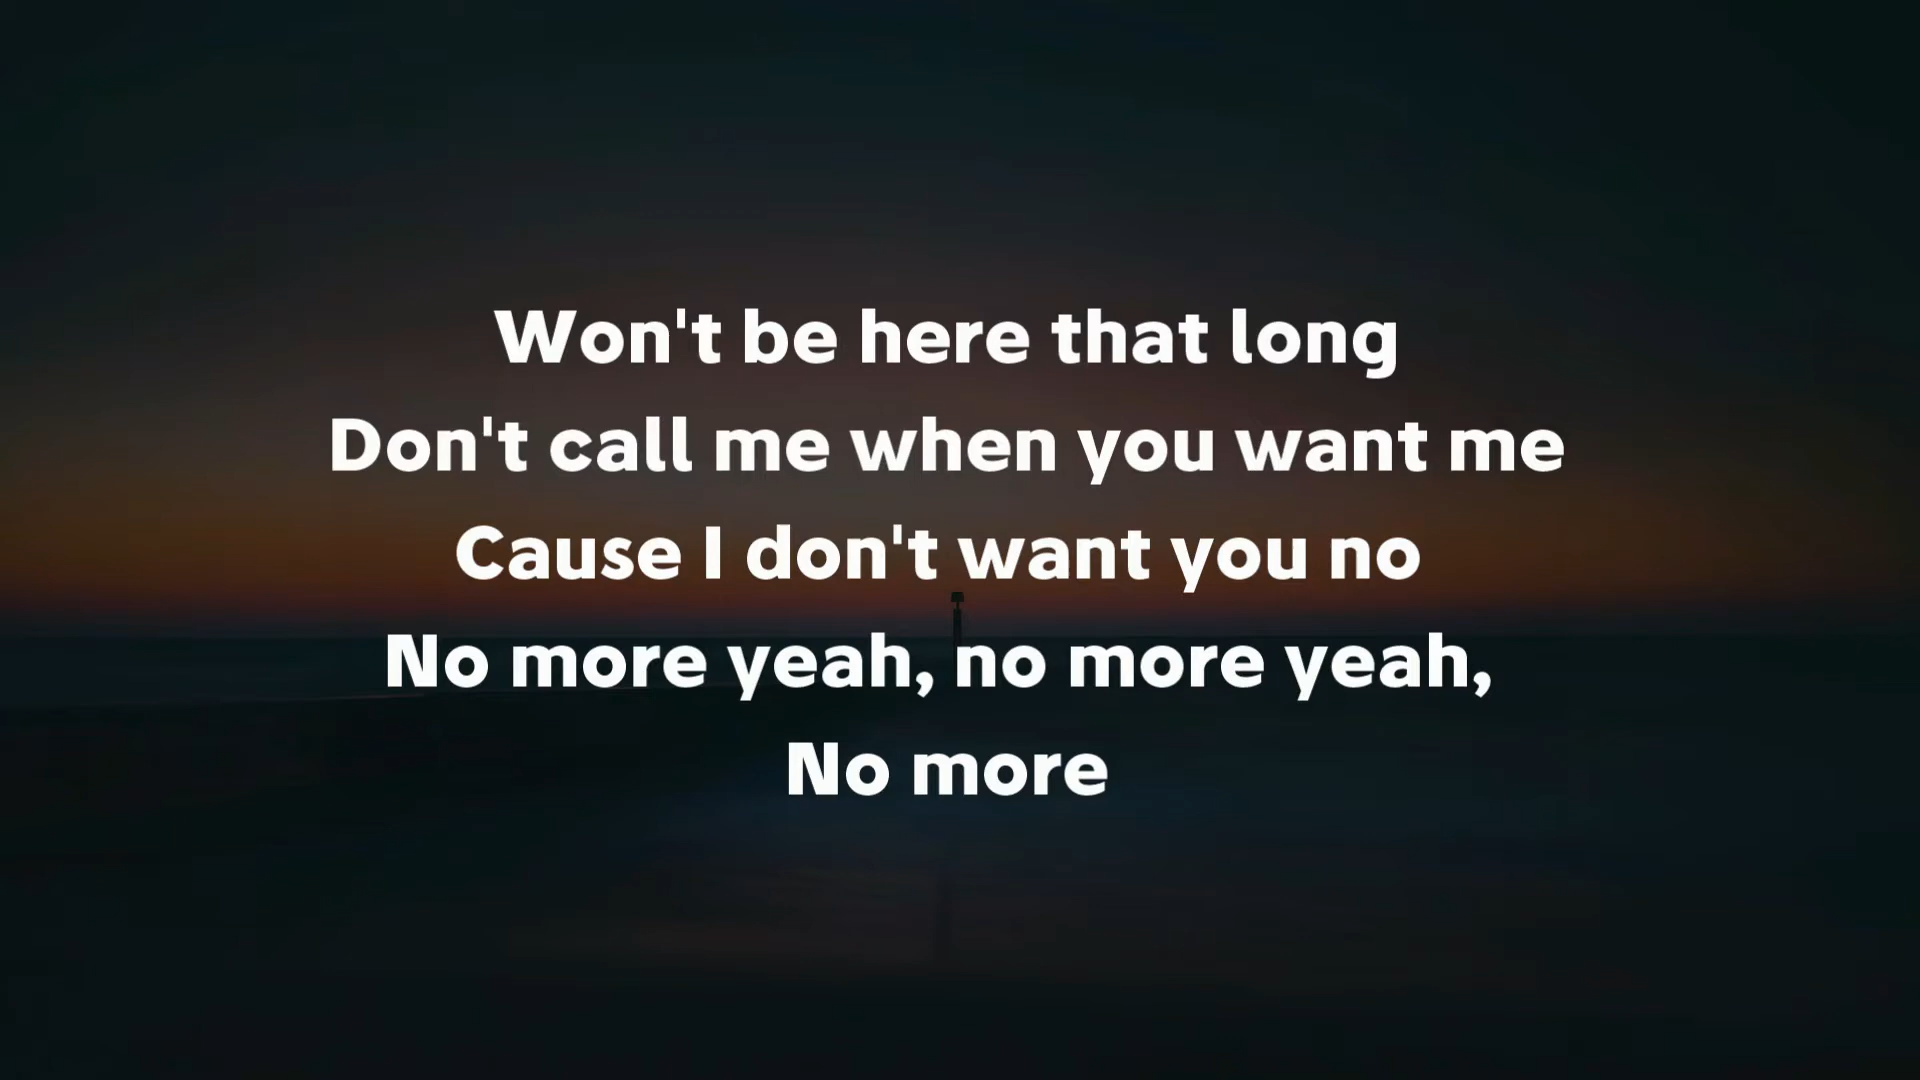 Won't be here that long
Don't call me when you want me
Cause I don't want you no
No more yeah, no more yeah,
No more